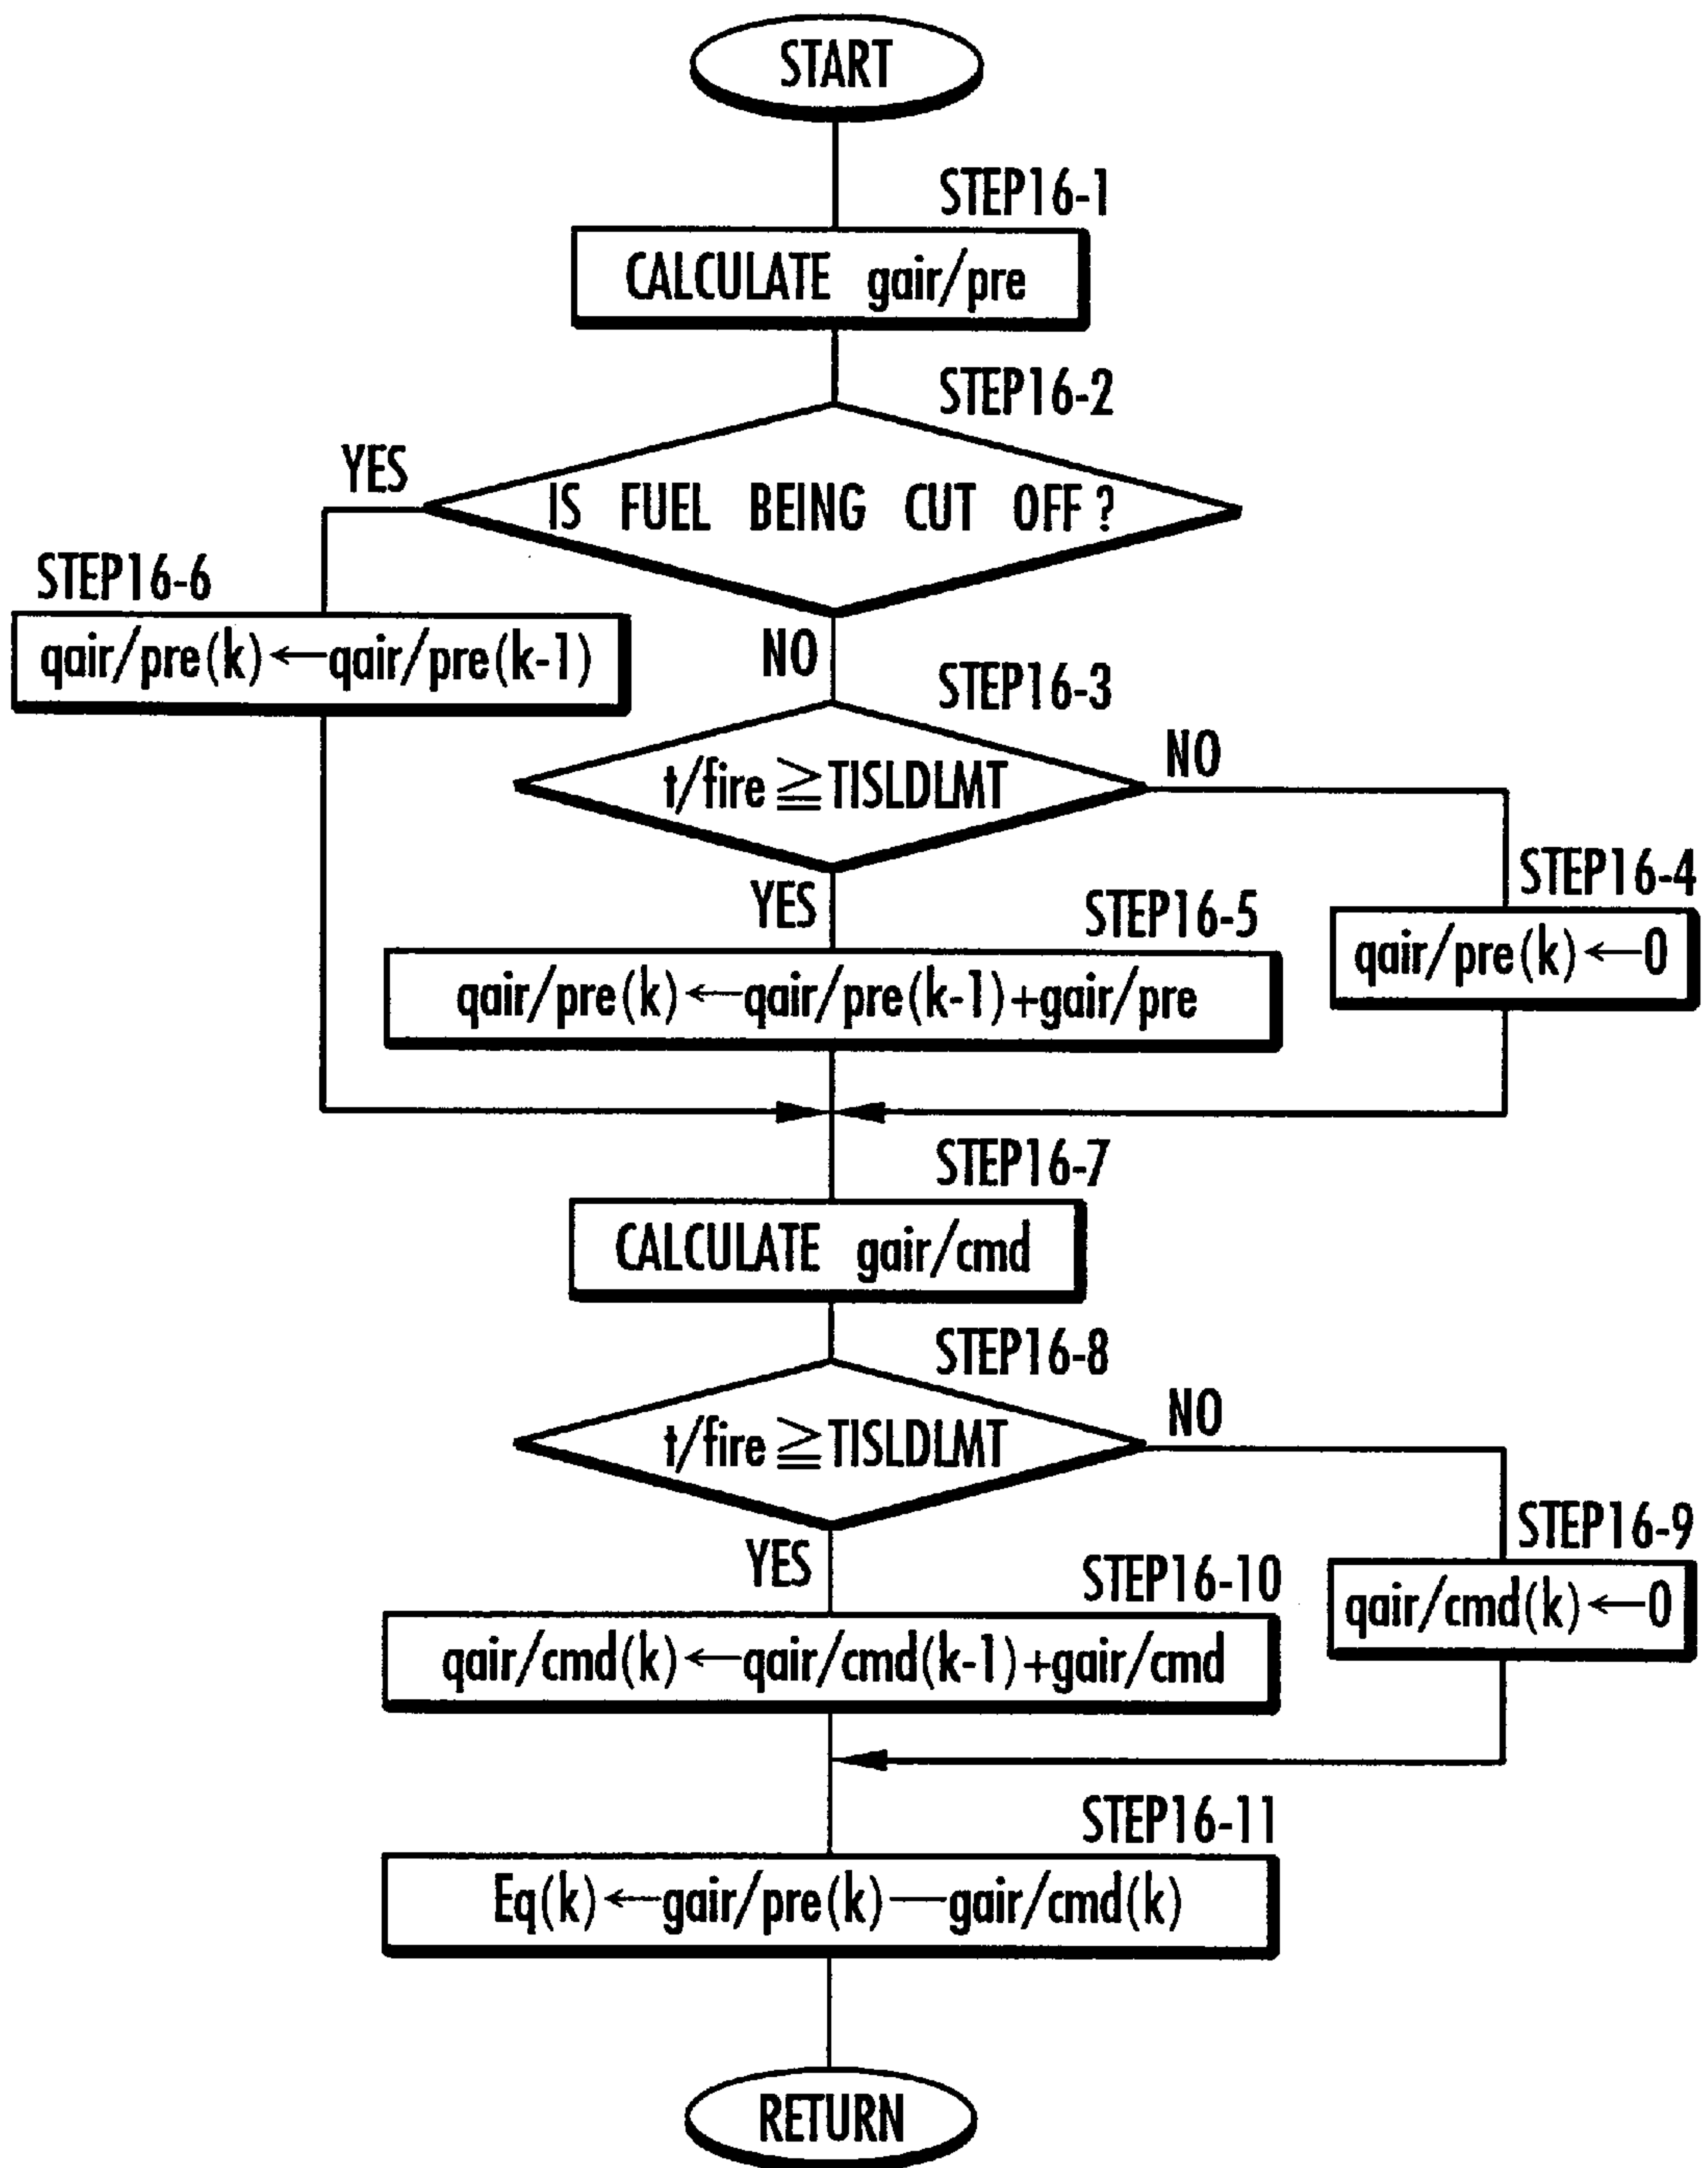 START
STEP16-1
CALCULATE gair/pre
STEP16-2
YES
IS FUEL BEING CUT OFF?
STEP16-6
qair/pre(k)←qair/pre(k-1)
NO
STEP16-3
t/fire≧TISLDLMT
NO
YES
STEP16-4
qair/pre(k)←0
STEP16-5
qair/pre(k)←qair/pre(k-1)+gair/pre
STEP16-7
CALCULATE gair/cmd
STEP16-8
t/fire≧TISLDLMT
NO
YES
STEP16-9
qair/cmd(k)←0
STEP16-10
qair/cmd(k)←qair/cmd(k-1)+gair/cmd
STEP16-11
Eq(k)←gair/pre(k)—gair/cmd(k)
RETURN